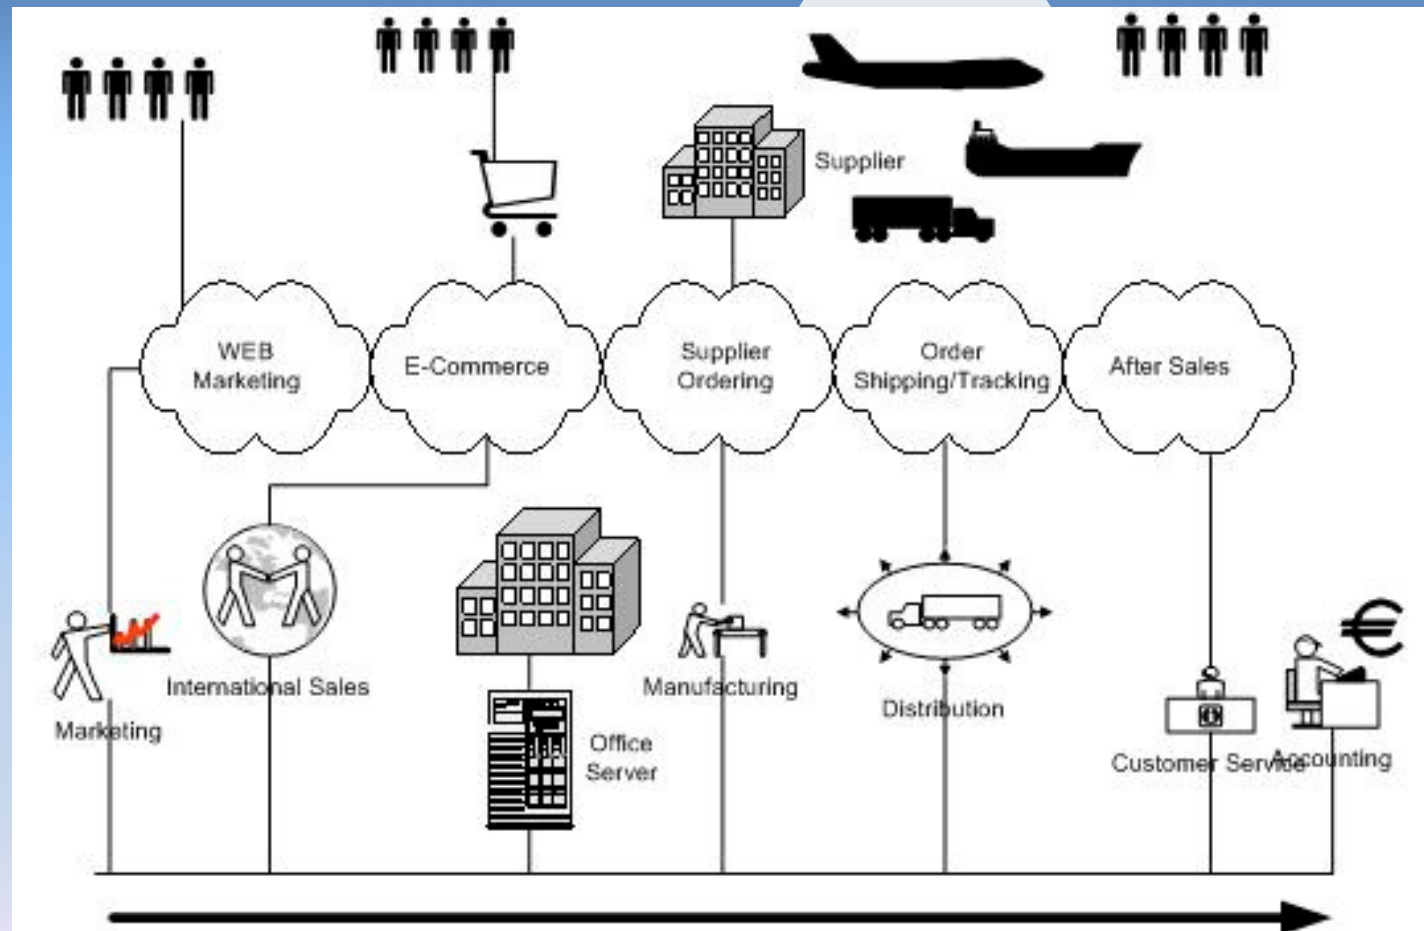 Supplier
WEB
Marketing
E-Commerce
Supplier
Ordering
Order
Shipping/Tracking
After Sales
International Sales
Marketing
Office
Server
Manufacturing
Distribution
Customer Service
Accounting
€